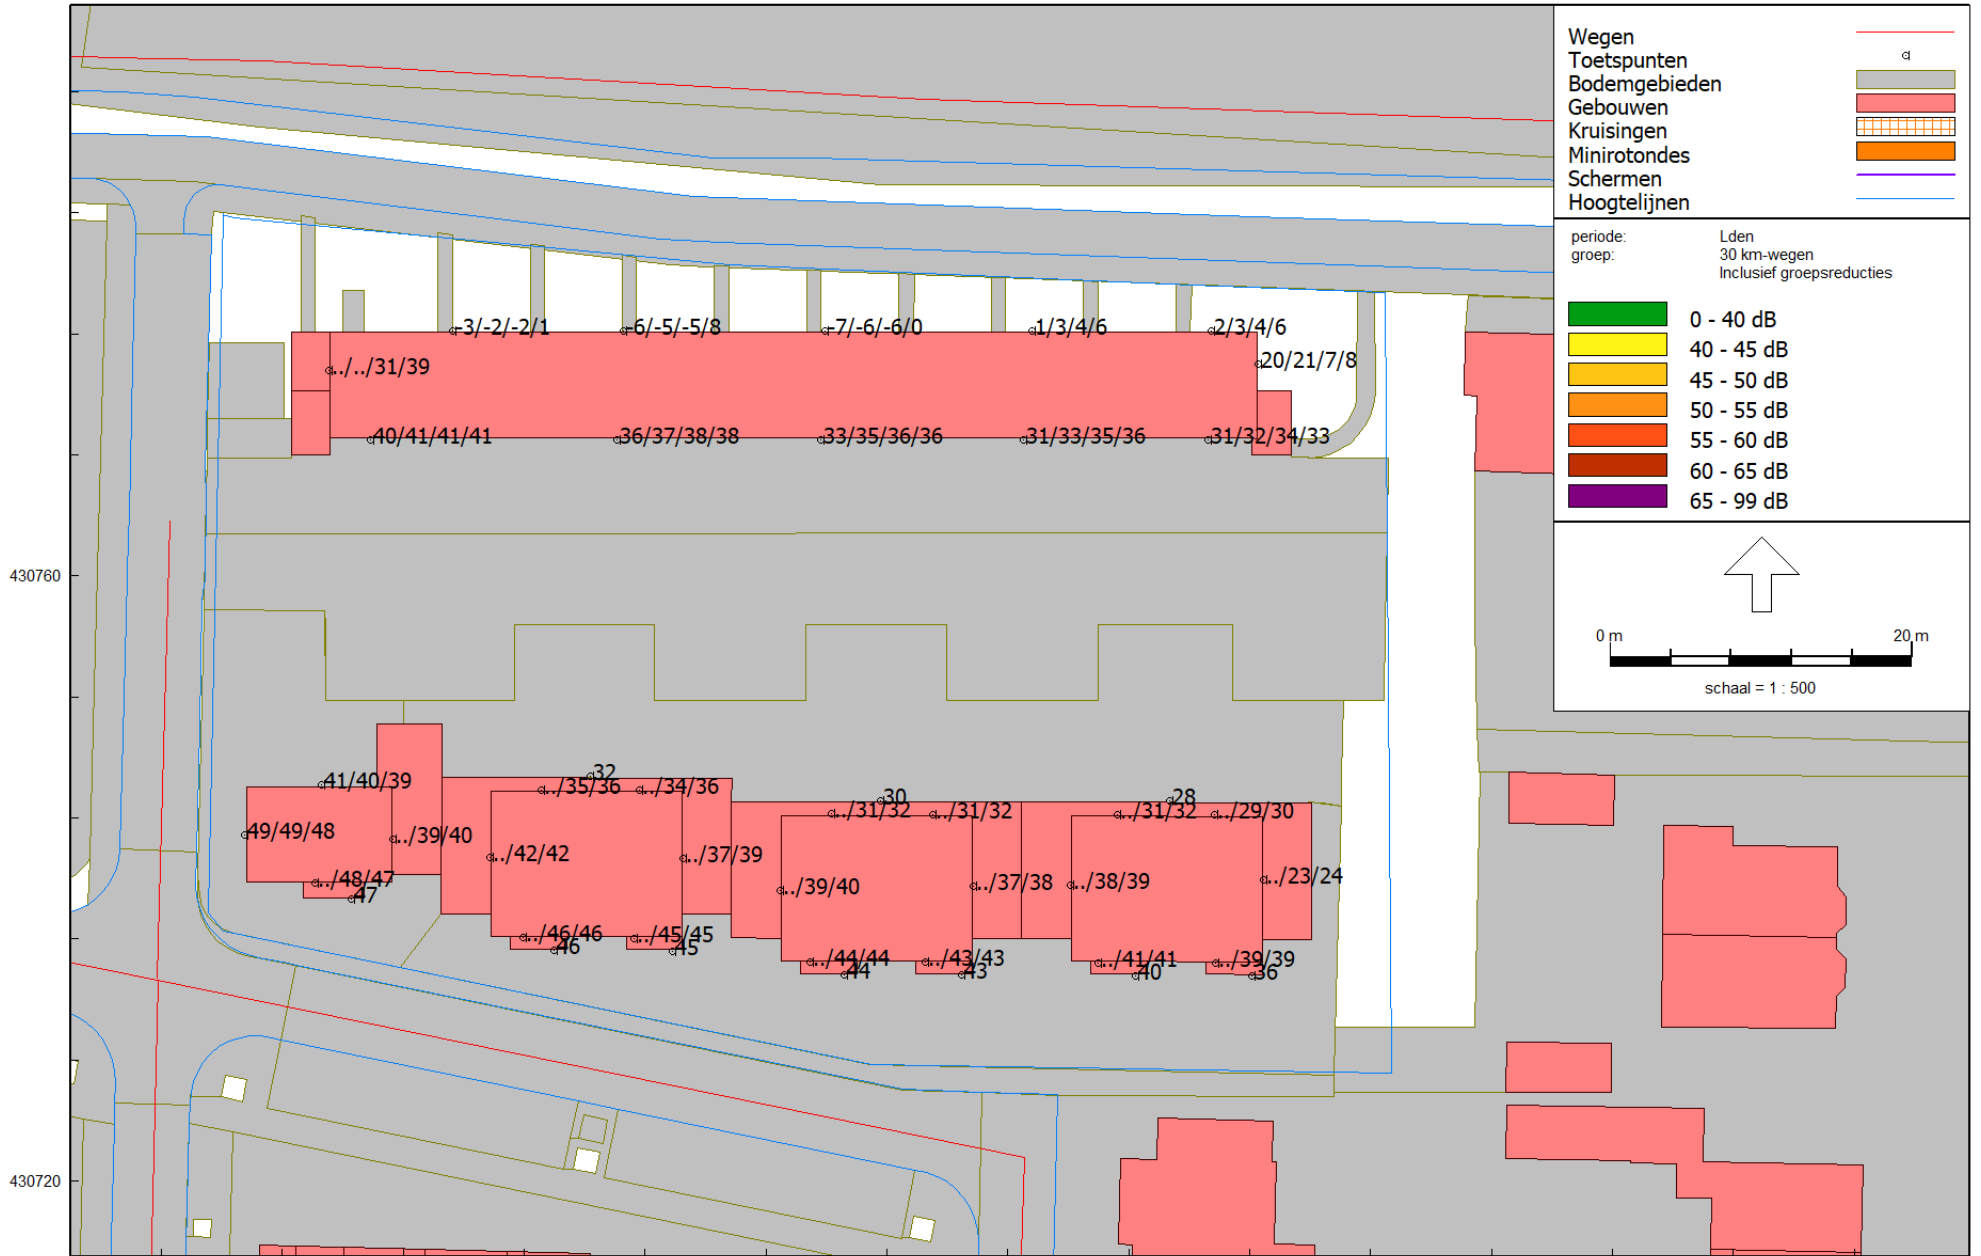 Wegen
Toetspunten
Bodemgebieden
Gebouwen
Kruisingen
Minirotondes
Schermen
Hoogtelijnen
periode: Lden
groep: 30 km-wegen
Inclusief groepsreducties
0 - 40 dB
40 - 45 dB
45 - 50 dB
50 - 55 dB
55 - 60 dB
60 - 65 dB
65 - 99 dB
0 m 20 m
schaal = 1 : 500
-3/-2/-2/1
-6/-5/-5/8
-7/-6/-6/0
1/3/4/6
2/3/4/6
../../31/39
20/21/7/8
40/41/41/41
36/37/38/38
33/35/36/36
31/33/35/36
31/32/34/33
430760
41/40/39
32
../35/36
../34/36
30
../31/32
../31/32
28
../31/32
../29/30
49/49/48
../39/40
../42/42
../37/39
../39/40
../37/38
../38/39
../23/24
../48/47
47
../46/46
46
../45/45
45
../44/44
44
../43/43
43
../41/41
40
../39/39
36
430720